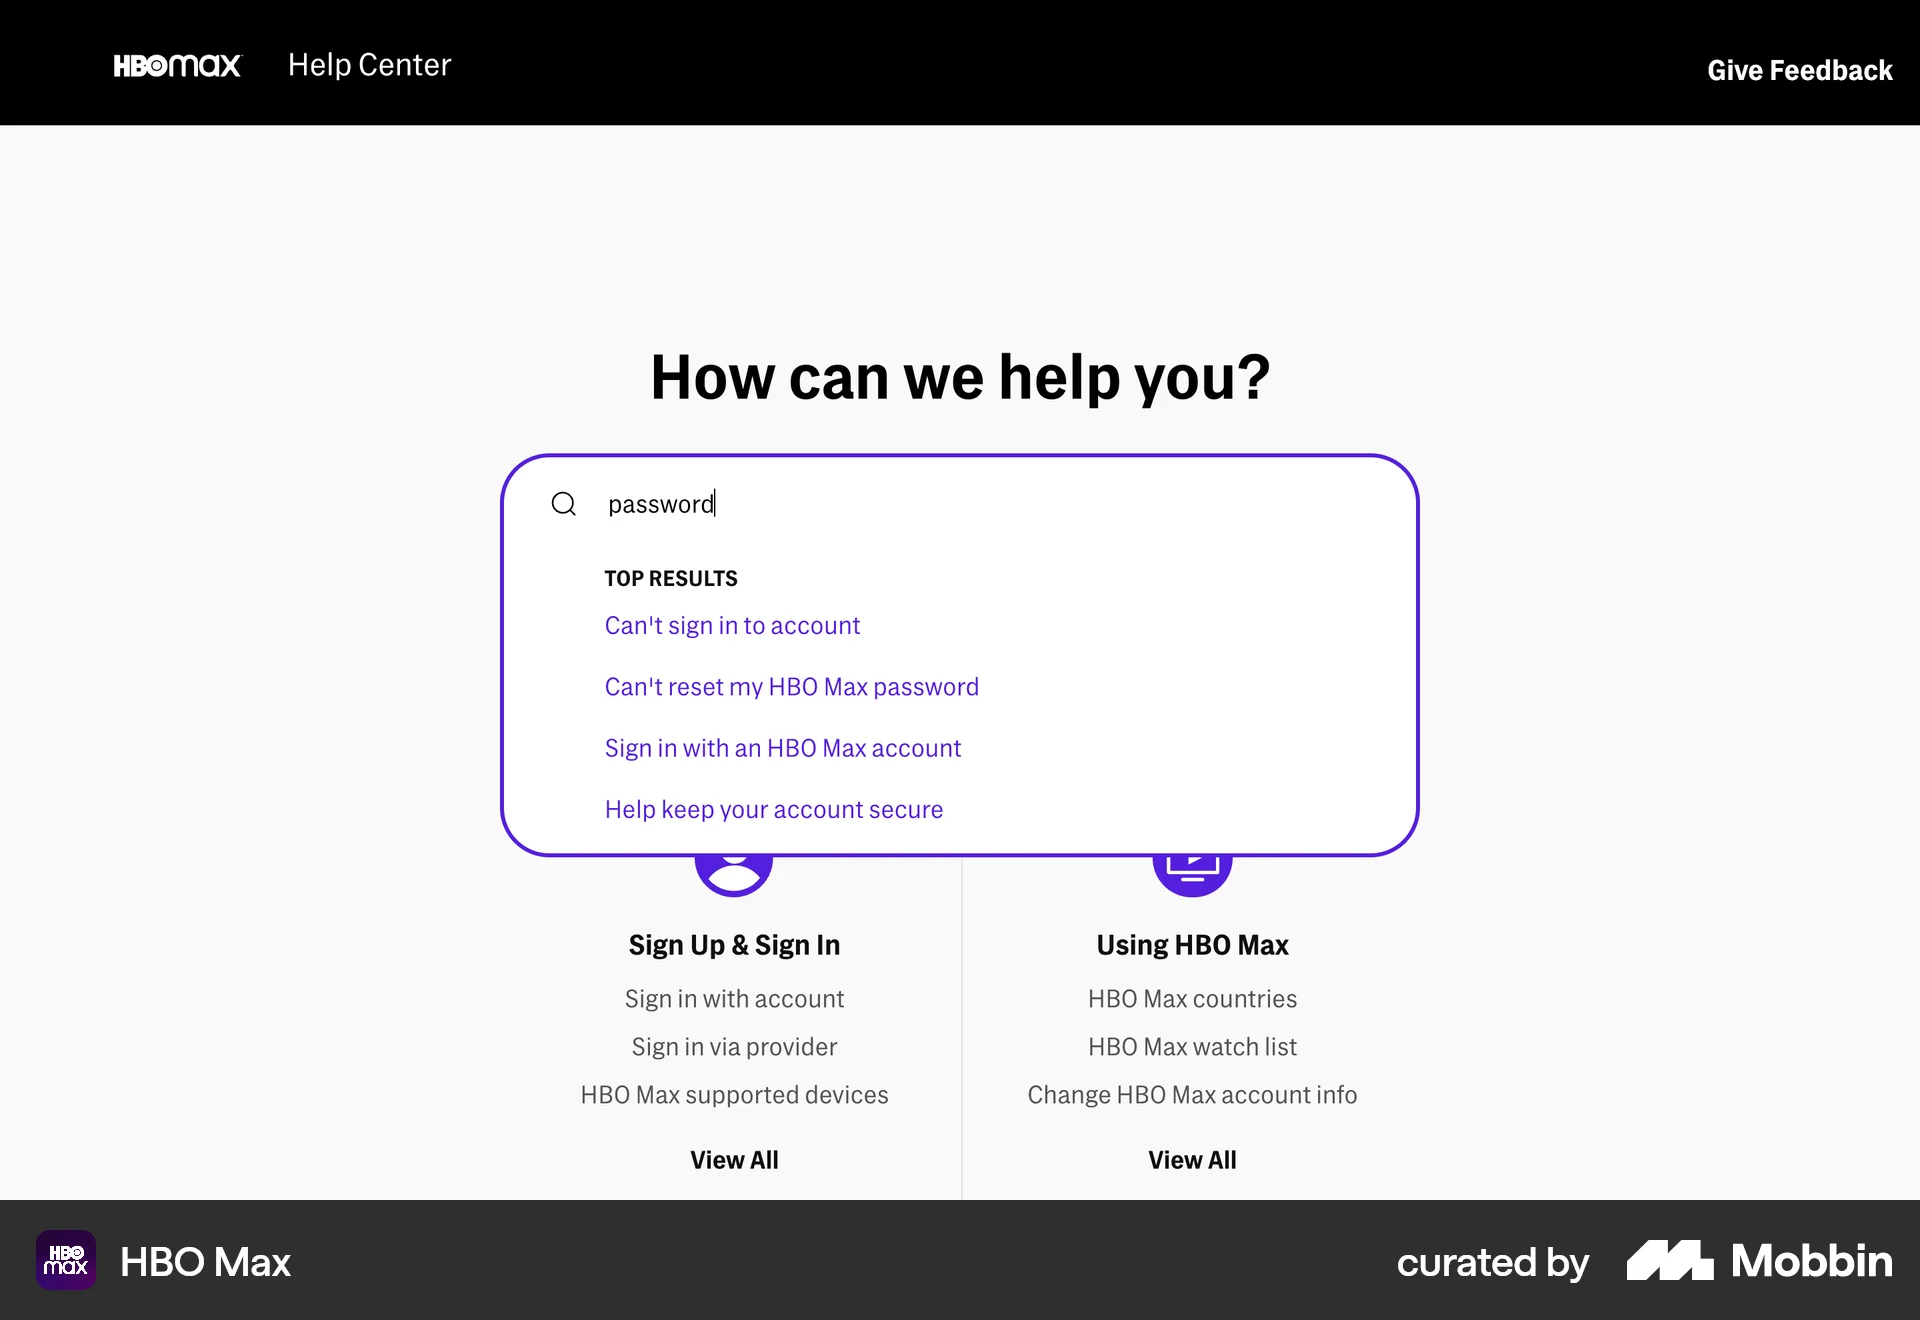 HBOMAX Help Center
Give Feedback
How can we help you?
password
TOP RESULTS
Can't sign in to account
Can't reset my HBO Max password
Sign in with an HBO Max account
Help keep your account secure
Sign Up & Sign In
Sign in with account
Sign in via provider
HBO Max supported devices
View All
Using HBO Max
HBO Max countries
HBO Max watch list
Change HBO Max account info
View All
HBO
max
HBO Max
curated by Mobbin